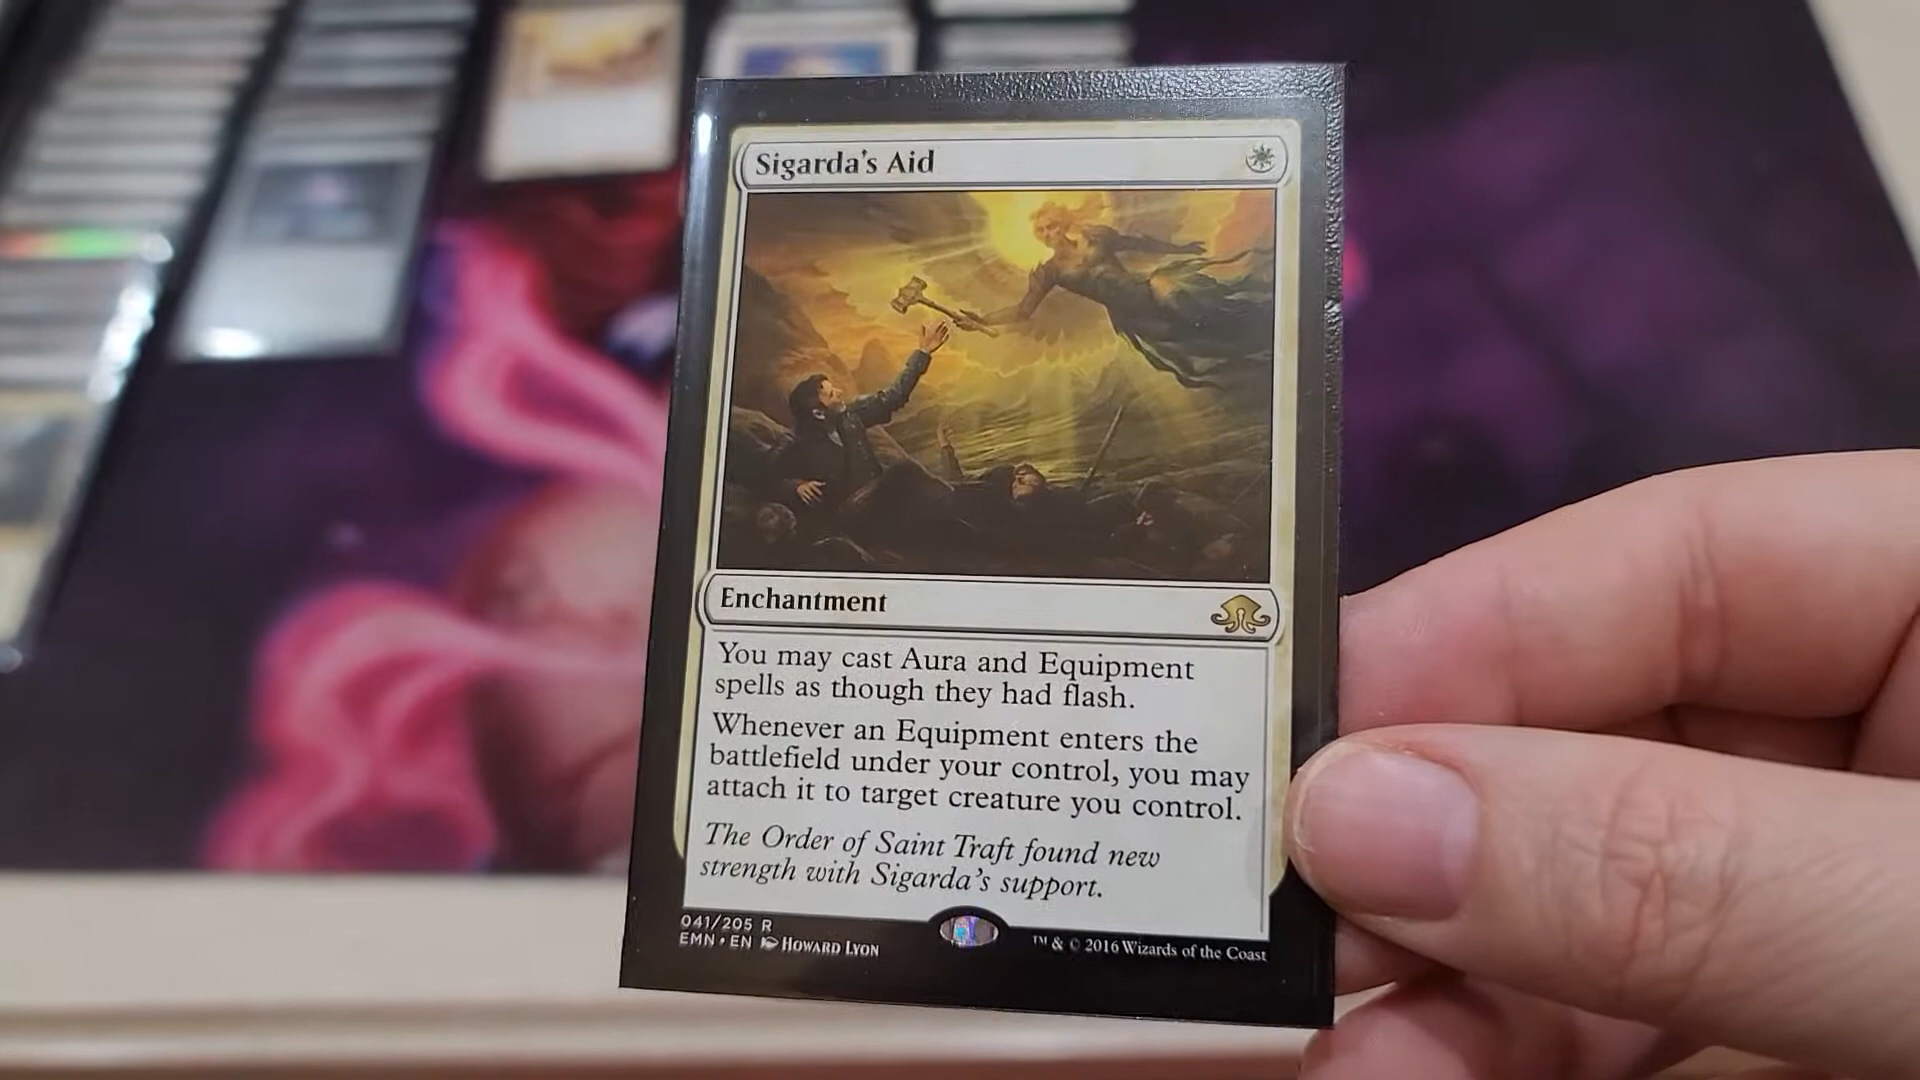 Sigarda's Aid
Enchantment
You may cast Aura and Equipment
spells as though they had flash.
Whenever an Equipment enters the
battlefield under your control, you may
attach it to target creature you control.
The Order of Saint Traft found new
strength with Sigarda's support.
041/205 R
EMN • EN Howard Lyon
™ & © 2016 Wizards of the Coast